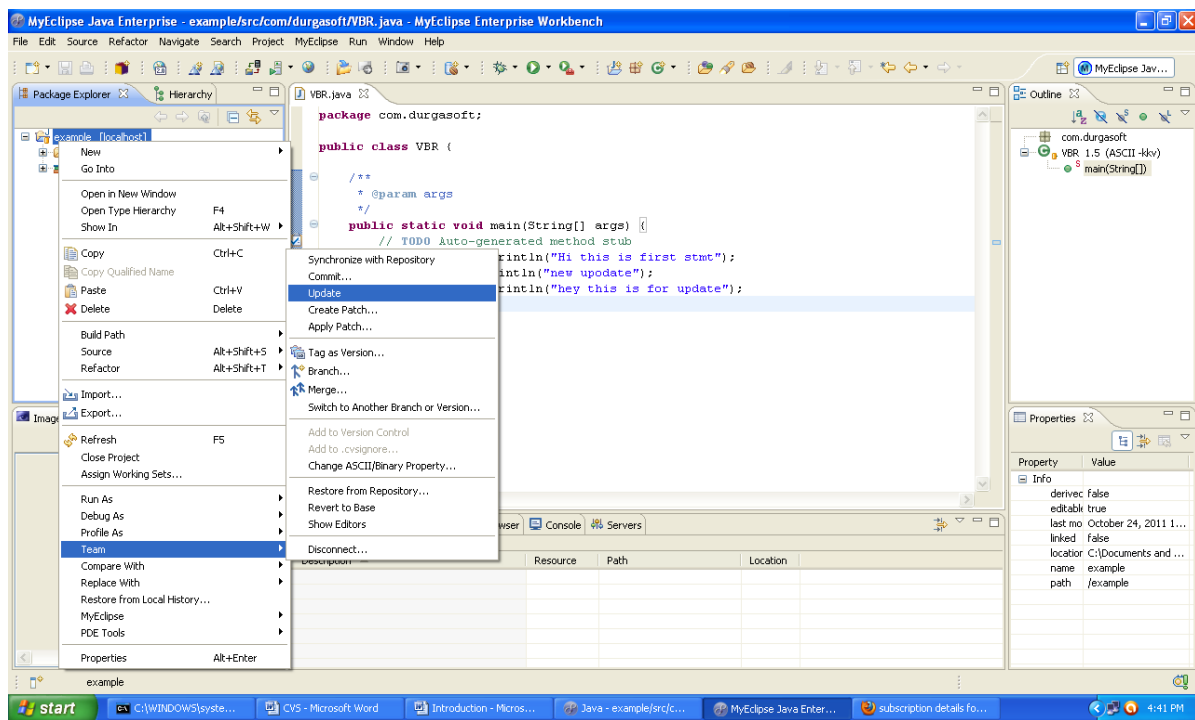 MyEclipse Java Enterprise - example/src/com/durgasoft/VBR.java - MyEclipse Enterprise Workbench
File Edit Source Refactor Navigate Search Project MyEclipse Run Window Help
MyEclipse Jav...
Package Explorer
Hierarchy
example [localhost]
New
Go Into
Open in New Window
Open Type Hierarchy F4
Show In Alt+Shift+W
Copy Ctrl+C
Copy Qualified Name
Paste Ctrl+V
Delete Delete
Build Path
Source Alt+Shift+S
Refactor Alt+Shift+T
Import...
Export...
Refresh F5
Close Project
Assign Working Sets...
Run As
Debug As
Profile As
Team
Compare With
Replace With
Restore from Local History...
MyEclipse
PDE Tools
Properties Alt+Enter
Synchronize with Repository
Commit...
Update
Create Patch...
Apply Patch...
Tag as Version...
Branch...
Merge...
Switch to Another Branch or Version...
Add to Version Control
Add to .cvsignore...
Change ASCII/Binary Property...
Restore from Repository...
Revert to Base
Show Editors
Disconnect...
VBR.java
package com.durgasoft;
public class VBR {
/**
* @param args
*/
public static void main(String[] args) {
// TODO Auto-generated method stub
rintln("Hi this is first stmt");
intln("new upodate");
rintln("hey this is for update");
Imag
wser
Console
Servers
Description
Resource
Path
Location
Outline
com.durgasoft
VBR 1.5 (ASCII -kkv)
S
main(String[])
Properties
Property Value
Info
derivec false
editabl true
last mo October 24, 2011 1...
linked false
locatior C:\Documents and ...
name example
path /example
example
start
C:\WINDOWS\syste...
CVS - Microsoft Word
Introduction - Micros...
Java - example/src/c...
MyEclipse Java Enter...
subscription details fo...
4:41 PM